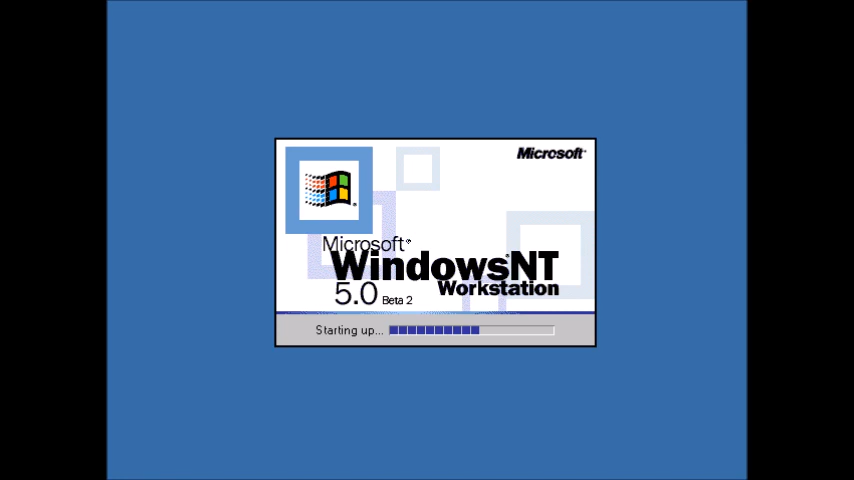 Microsoft
Microsoft
WindowsNT
Workstation
5.0 Beta 2
Starting up...